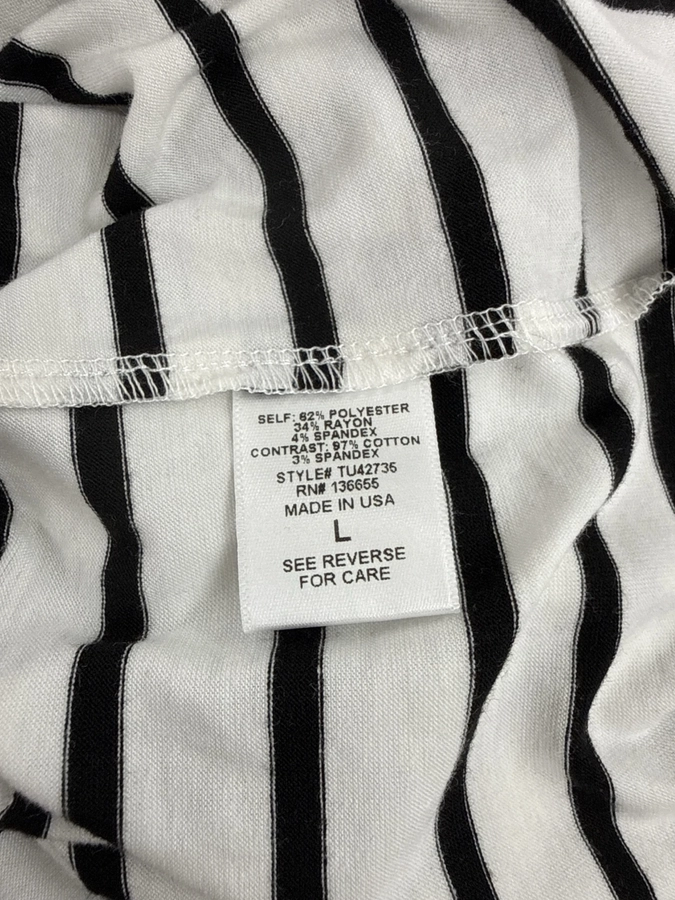 SELF: 62% POLYESTER
34% RAYON
4% SPANDEX
CONTRAST: 97% COTTON
3% SPANDEX
STYLE# TU42735
RN# 136655
MADE IN USA
L
SEE REVERSE
FOR CARE